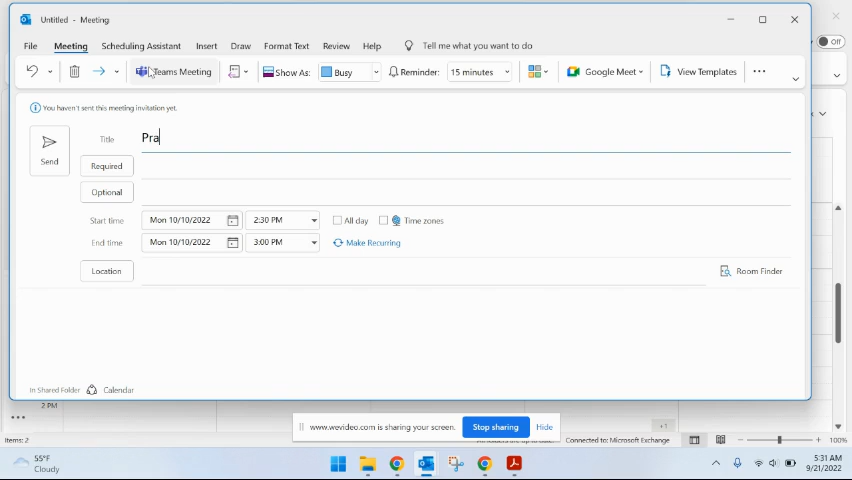 Untitled - Meeting
Off
File Meeting Scheduling Assistant Insert Draw Format Text Review Help Tell me what you want to do
Teams Meeting Show As: Busy Reminder: 15 minutes Google Meet View Templates
You haven't sent this meeting invitation yet.
Send
Title Pra
Required
Optional
Start time Mon 10/10/2022 2:30 PM All day Time zones
End time Mon 10/10/2022 3:00 PM Make Recurring
Location Room Finder
In Shared Folder Calendar
2 PM
www.wevideo.com is sharing your screen. Stop sharing Hide
+1
Items: 2 Connected to: Microsoft Exchange 100%
55°F
Cloudy
5:31 AM
9/21/2022